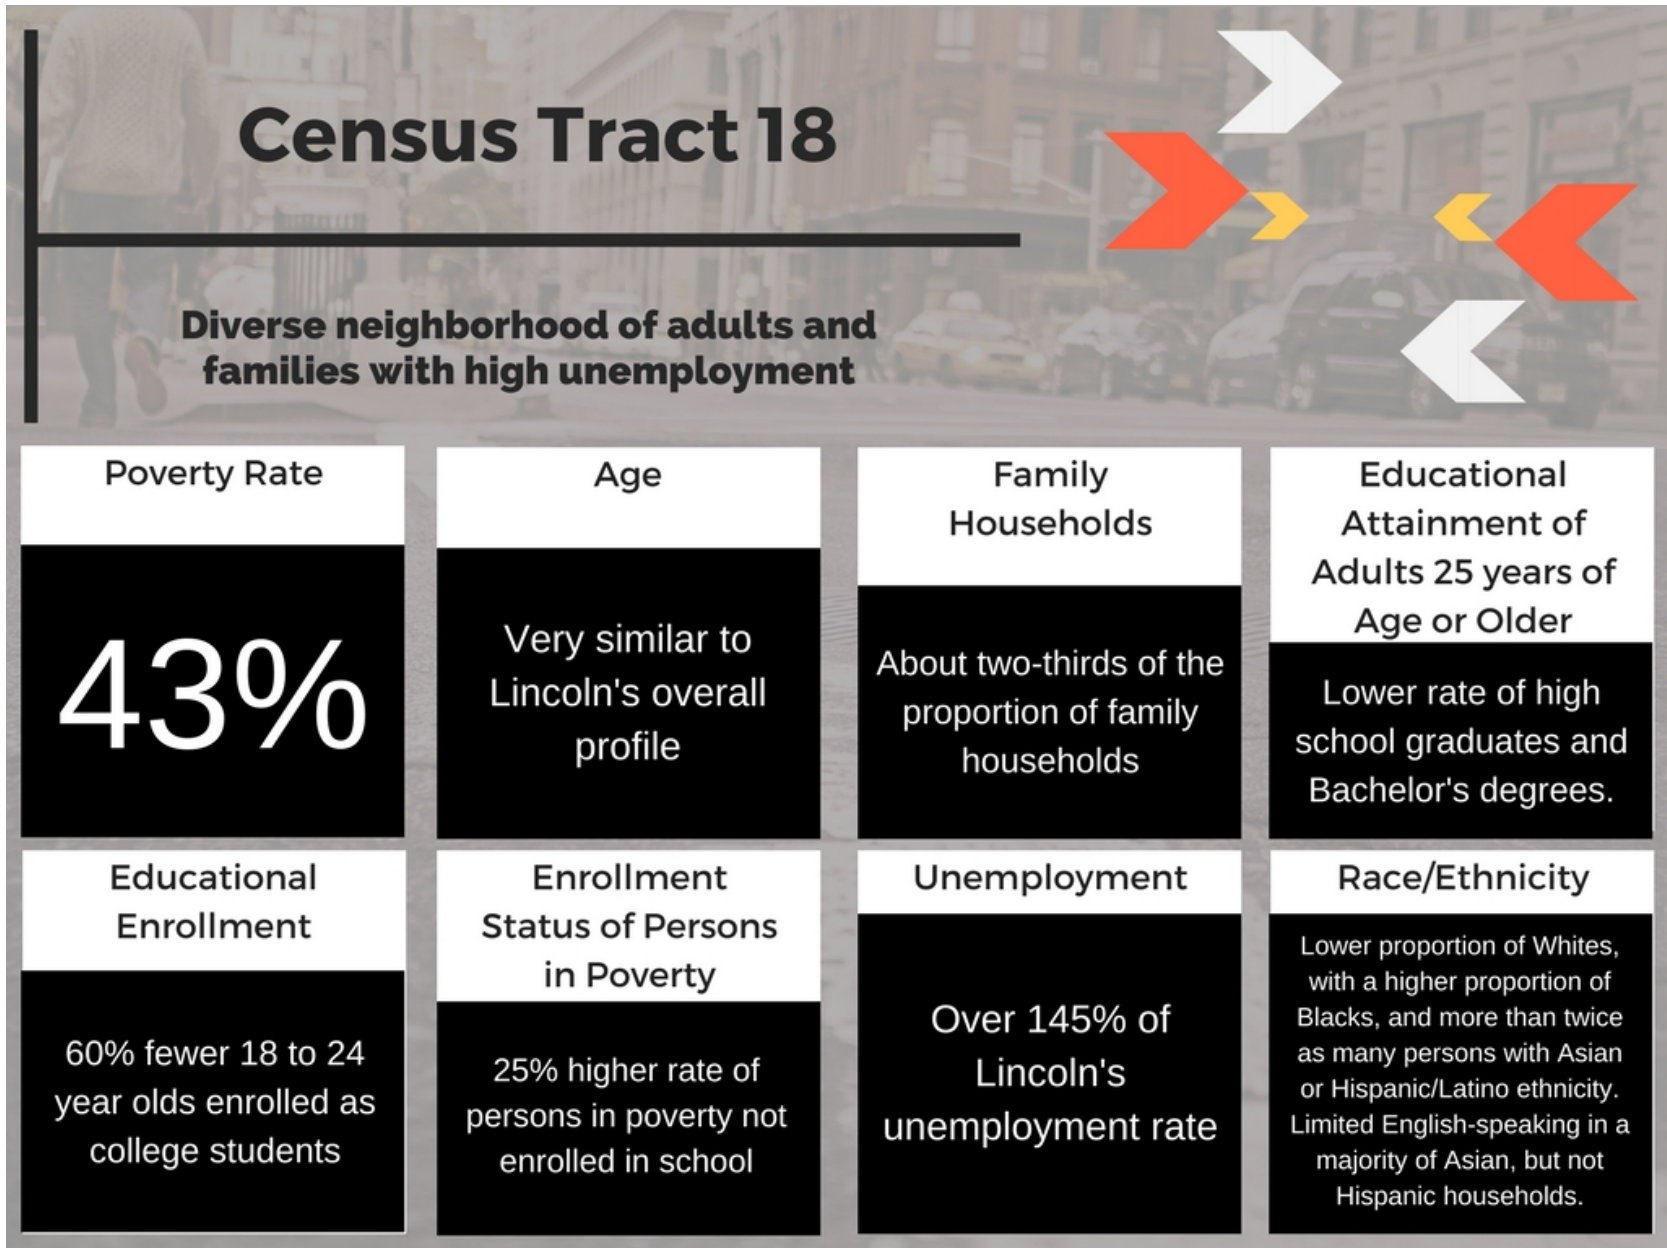 Census Tract 18
Diverse neighborhood of adults and
families with high unemployment
Poverty Rate
43%
Age
Very similar to
Lincoln's overall
profile
Family
Households
About two-thirds of the
proportion of family
households
Educational
Attainment of
Adults 25 years of
Age or Older
Lower rate of high
school graduates and
Bachelor's degrees.
Educational
Enrollment
60% fewer 18 to 24
year olds enrolled as
college students
Enrollment
Status of Persons
in Poverty
25% higher rate of
persons in poverty not
enrolled in school
Unemployment
Over 145% of
Lincoln's
unemployment rate
Race/Ethnicity
Lower proportion of Whites,
with a higher proportion of
Blacks, and more than twice
as many persons with Asian
or Hispanic/Latino ethnicity.
Limited English-speaking in a
majority of Asian, but not
Hispanic households.